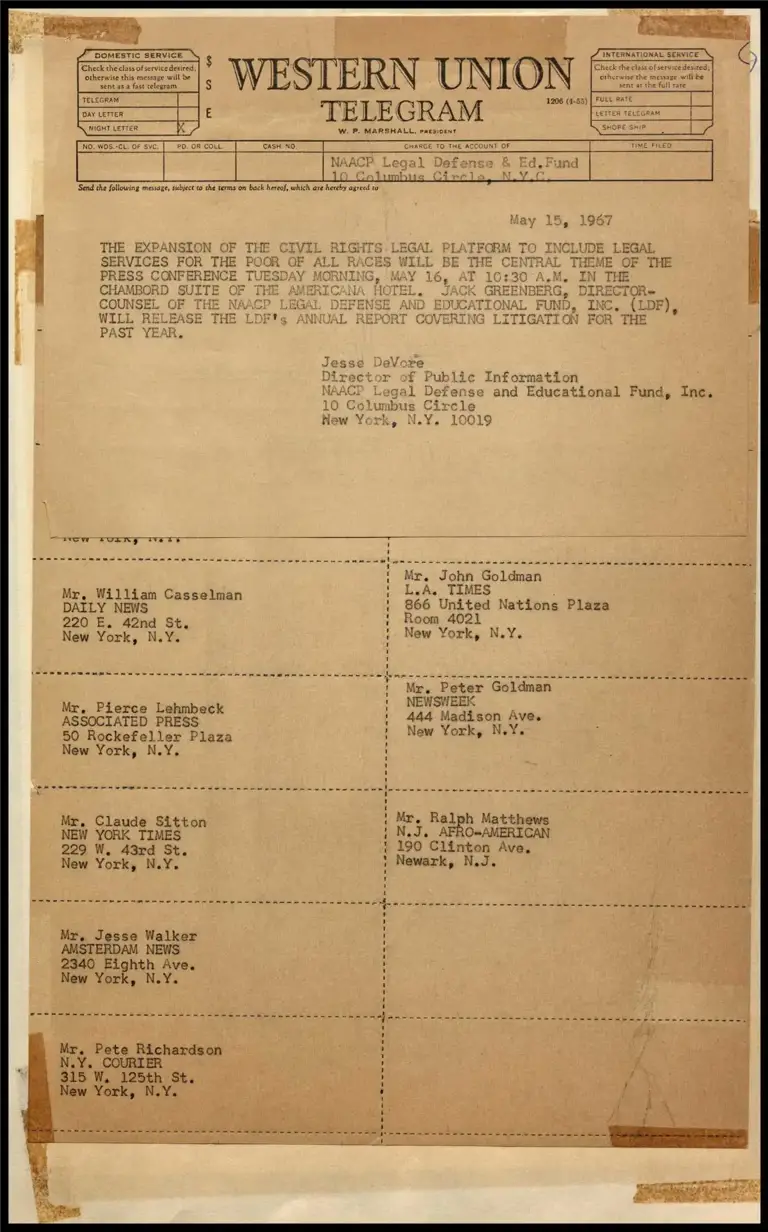 DOMESTIC SERVICE
Check the class of service desired;
otherwise this message will be
sent as a fast telegram
TELEGRAM
DAY LETTER
NIGHT LETTER X
$
S
E
WESTERN UNION
TELEGRAM
W. P. MARSHALL, PRESIDENT
1206 (4-55)
INTERNATIONAL SERVICE
Check the class of service desired;
otherwise the message will be
sent at the full rate
FULL RATE
LETTER TELEGRAM
SHORE SHIP
NO. WDS.-CL. OF SVC. PD. OR COLL. CASH NO. CHARGE TO THE ACCOUNT OF TIME FILED
NAACP Legal Defense & Ed.Fund
10 Columbus Circle, N.Y.C.
Send the following message, subject to the terms on back hereof, which are hereby agreed to
May 15, 1967
THE EXPANSION OF THE CIVIL RIGHTS LEGAL PLATFORM TO INCLUDE LEGAL
SERVICES FOR THE POOR OF ALL RACES WILL BE THE CENTRAL THEME OF THE
PRESS CONFERENCE TUESDAY MORNING, MAY 16, AT 10:30 A.M. IN THE
CHAMBORD SUITE OF THE AMERICANA HOTEL. JACK GREENBERG, DIRECTOR-
COUNSEL OF THE NAACP LEGAL DEFENSE AND EDUCATIONAL FUND, INC. (LDF),
WILL RELEASE THE LDF's ANNUAL REPORT COVERING LITIGATION FOR THE
PAST YEAR.
Jesse DeVore
Director of Public Information
NAACP Legal Defense and Educational Fund, Inc.
10 Columbus Circle
New York, N.Y. 10019
New York, N.Y.
Mr. William Casselman
DAILY NEWS
220 E. 42nd St.
New York, N.Y.
Mr. John Goldman
L.A. TIMES
866 United Nations Plaza
Room 4021
New York, N.Y.
Mr. Pierce Lehmbeck
ASSOCIATED PRESS
50 Rockefeller Plaza
New York, N.Y.
Mr. Peter Goldman
NEWSWEEK
444 Madison Ave.
New York, N.Y.
Mr. Claude Sitton
NEW YORK TIMES
229 W. 43rd St.
New York, N.Y.
Mr. Ralph Matthews
N.J. AFRO-AMERICAN
190 Clinton Ave.
Newark, N.J.
Mr. Jesse Walker
AMSTERDAM NEWS
2340 Eighth Ave.
New York, N.Y.
Mr. Pete Richardson
N.Y. COURIER
315 W. 125th St.
New York, N.Y.